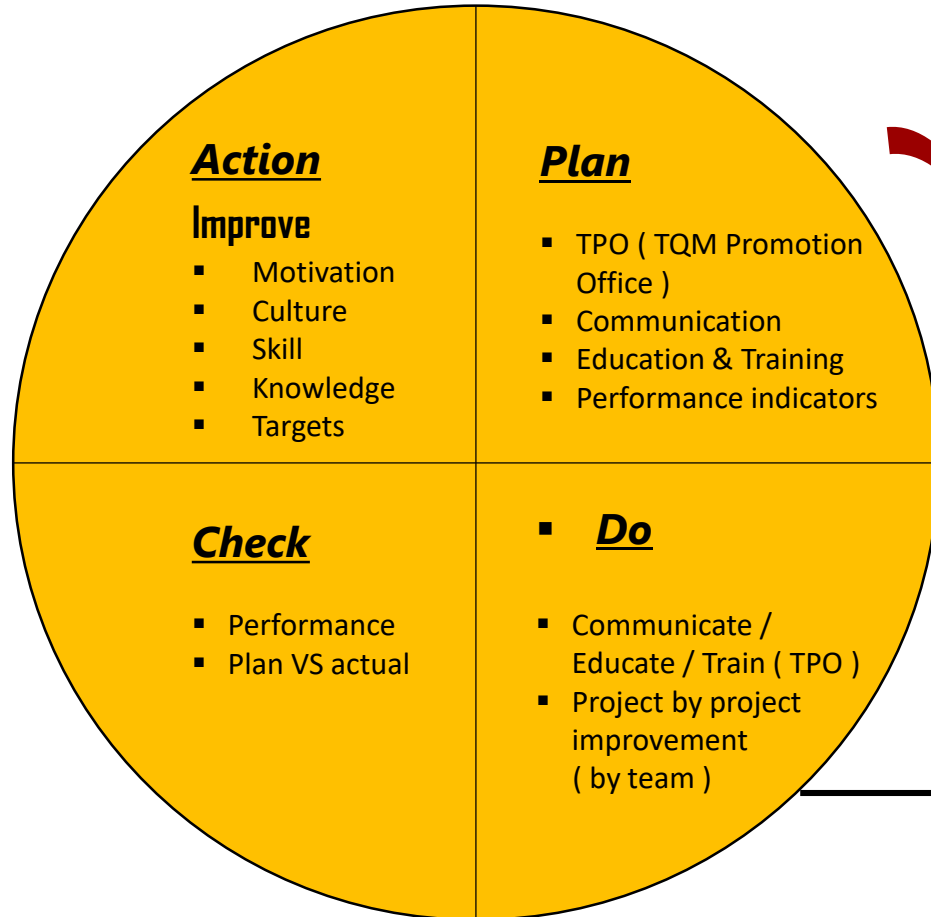 Action
Improve
▪ Motivation
▪ Culture
▪ Skill
▪ Knowledge
▪ Targets
Plan
▪ TPO ( TQM Promotion
Office )
▪ Communication
▪ Education & Training
▪ Performance indicators
Check
▪ Performance
▪ Plan VS actual
▪ Do
▪ Communicate /
Educate / Train ( TPO )
▪ Project by project
improvement
( by team )